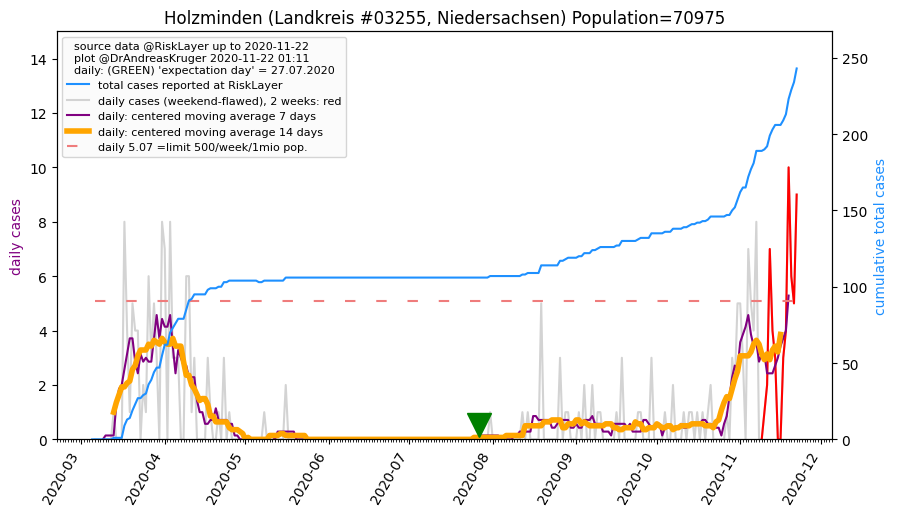 Holzminden (Landkreis #03255, Niedersachsen) Population=70975
source data @RiskLayer up to 2020-11-22
plot @DrAndreasKruger 2020-11-22 01:11
daily: (GREEN) 'expectation day' = 27.07.2020
total cases reported at RiskLayer
daily cases (weekend-flawed), 2 weeks: red
daily: centered moving average 7 days
daily: centered moving average 14 days
daily 5.07 =limit 500/week/1mio pop.
daily cases
14
12
10
8
6
4
2
0
250
200
150
100
50
0
cumulative total cases
2020-03
2020-04
2020-05
2020-06
2020-07
2020-08
2020-09
2020-10
2020-11
2020-12